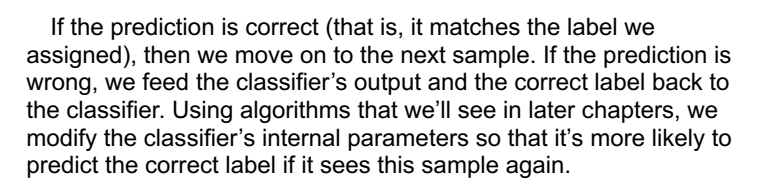 If the prediction is correct (that is, it matches the label we
assigned), then we move on to the next sample. If the prediction is
wrong, we feed the classifier’s output and the correct label back to
the classifier. Using algorithms that we’ll see in later chapters, we
modify the classifier’s internal parameters so that it’s more likely to
predict the correct label if it sees this sample again.